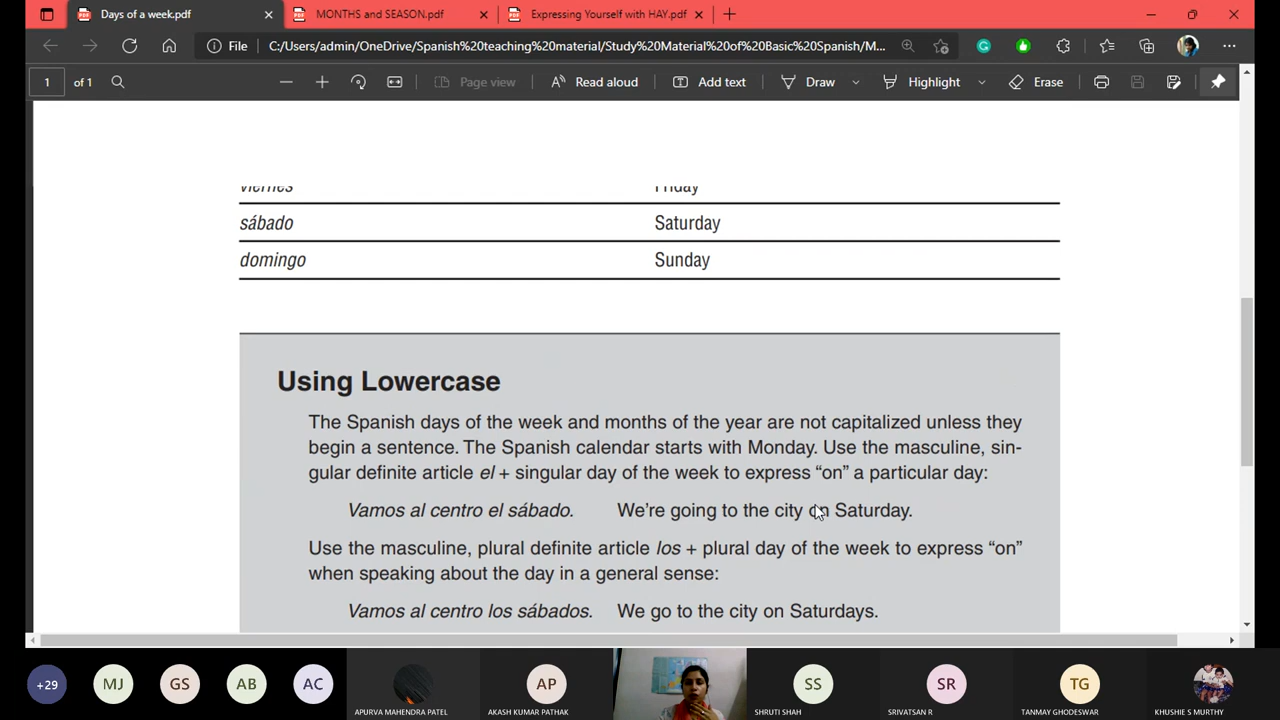 Days of a week.pdf
MONTHS and SEASON.pdf
Expressing Yourself with HAY.pdf
File
C:/Users/admin/OneDrive/Spanish%20teaching%20material/Study%20Material%20of%20Basic%20Spanish/M...
1 of 1
Page view
Read aloud
Add text
Draw
Highlight
Erase
viernes Friday
sábado Saturday
domingo Sunday
Using Lowercase
The Spanish days of the week and months of the year are not capitalized unless they
begin a sentence. The Spanish calendar starts with Monday. Use the masculine, sin-
gular definite article el + singular day of the week to express “on” a particular day:
Vamos al centro el sábado. We’re going to the city on Saturday.
Use the masculine, plural definite article los + plural day of the week to express “on”
when speaking about the day in a general sense:
Vamos al centro los sábados. We go to the city on Saturdays.
+29 MJ GS AB AC AP SS SR TG
APURVA MAHENDRA PATEL AKASH KUMAR PATHAK SHRUTI SHAH SRIVATSAN R TANMAY GHODESWAR KHUSHIE S MURTHY